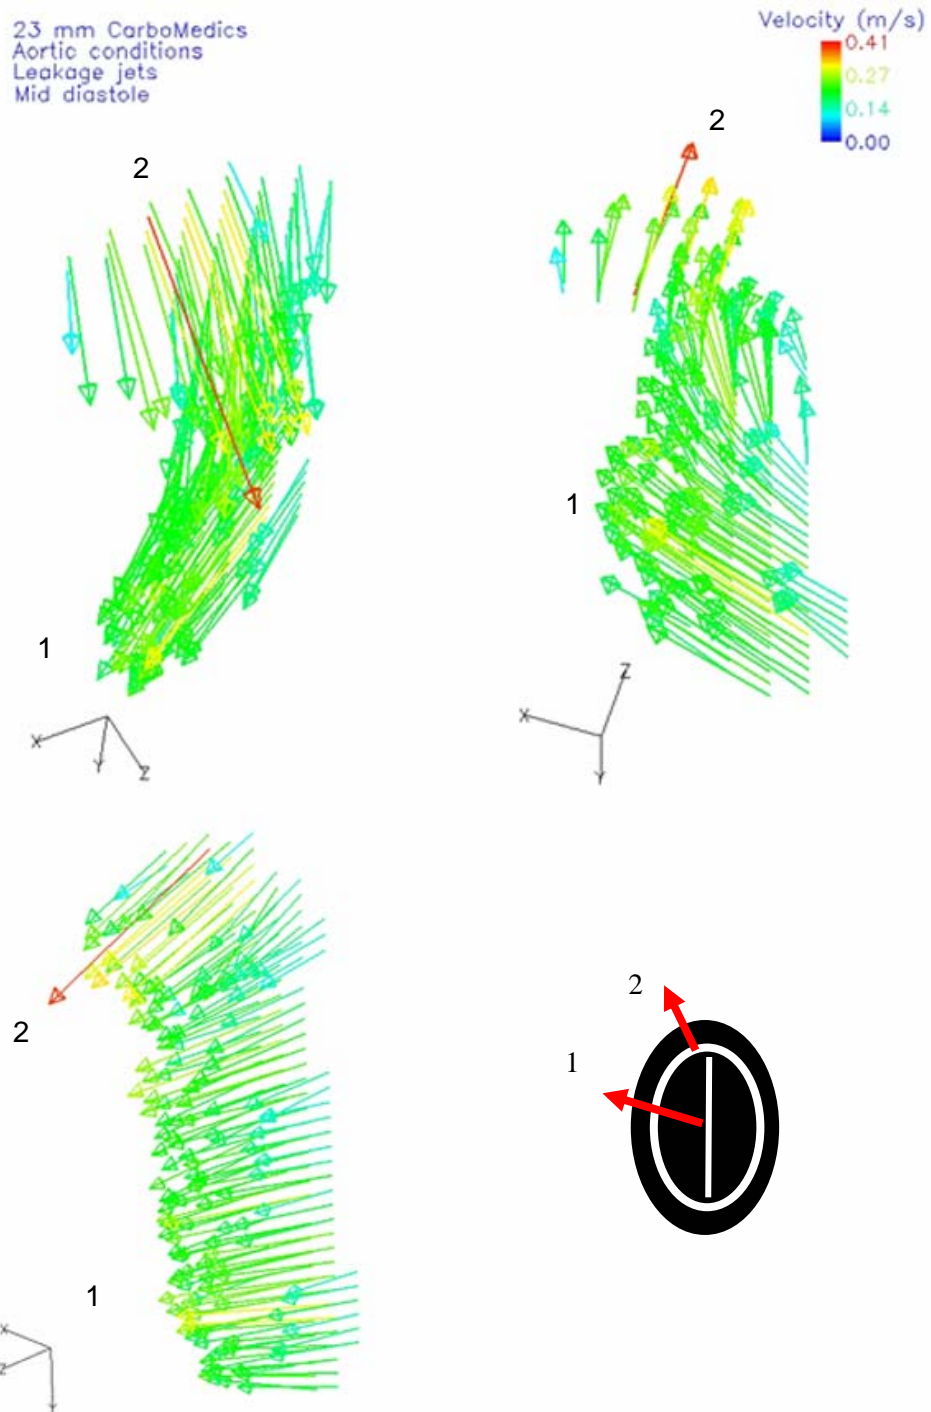 23 mm CarboMedics
Aortic conditions
Leakage jets
Mid diastole
Velocity (m/s)
0.41
0.27
0.14
0.00
2
1
X
Y
Z
2
1
X
Z
Y
2
1
X
Z
2
1